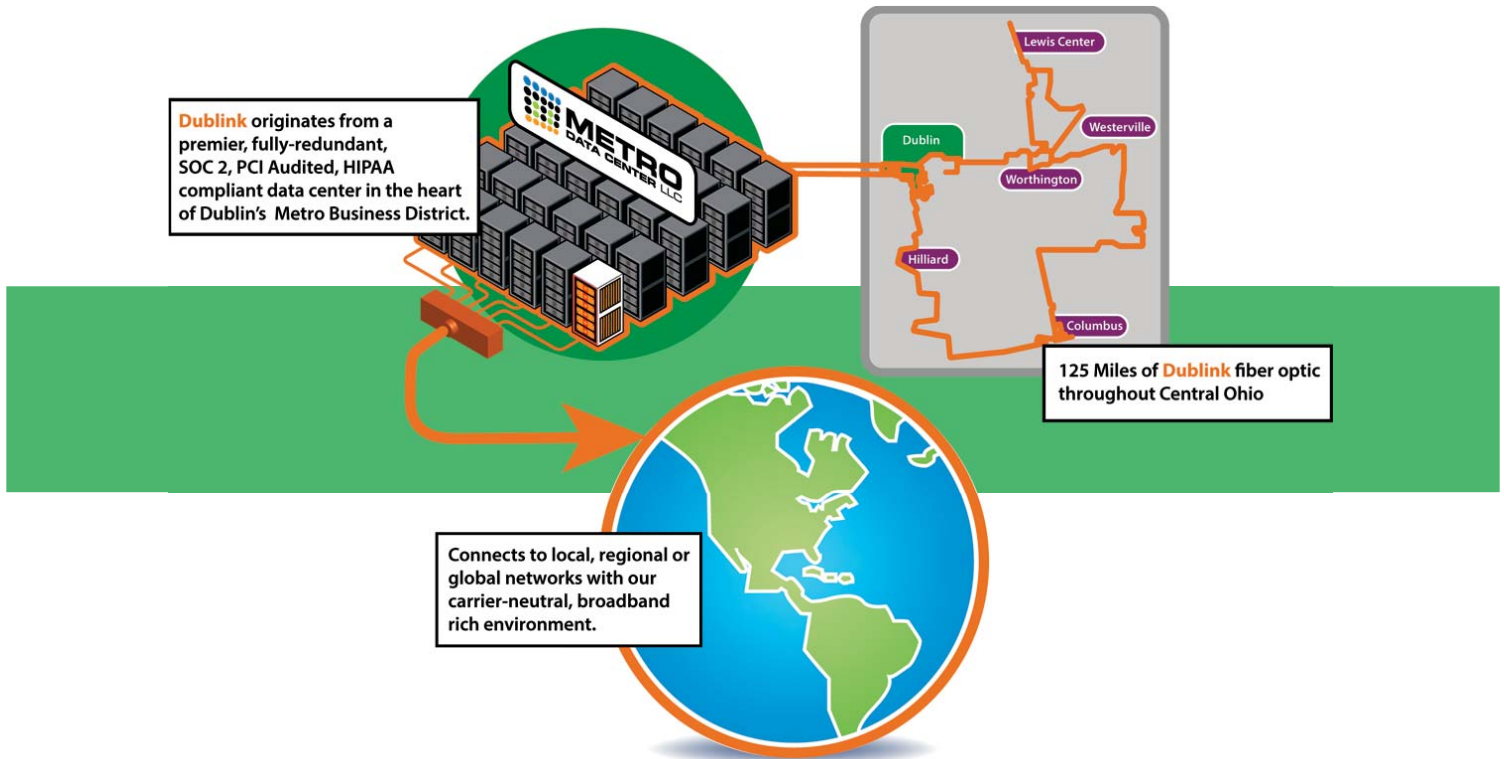 Dublink originates from a
premier, fully-redundant,
SOC 2, PCI Audited, HIPAA
compliant data center in the heart
of Dublin's Metro Business District.
METRO
DATA CENTER LLC
Lewis Center
Westerville
Dublin
Worthington
Hilliard
Columbus
125 Miles of Dublink fiber optic
throughout Central Ohio
Connects to local, regional or
global networks with our
carrier-neutral, broadband
rich environment.